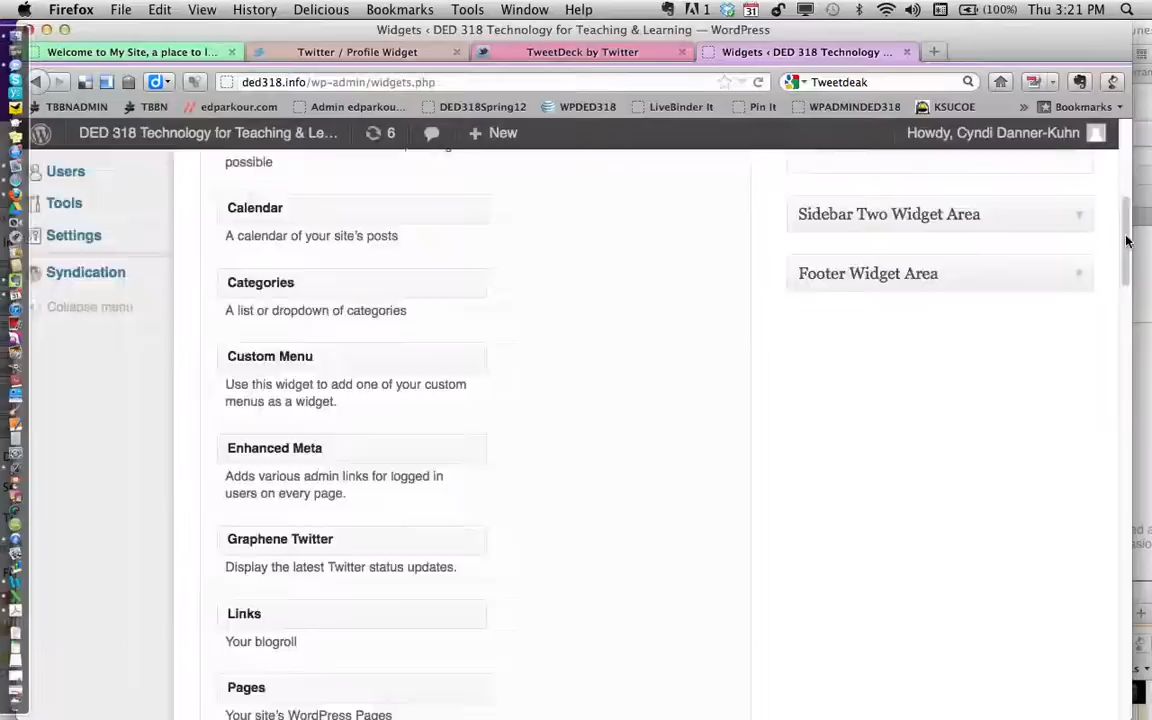 Firefox File Edit View History Delicious Bookmarks Tools Window Help 1 31 (100%) Thu 3:21 PM
Widgets ‹ DED 318 Technology for Teaching & Learning — WordPress
Welcome to My Site, a place to l... Twitter / Profile Widget TweetDeck by Twitter Widgets ‹ DED 318 Technology ...
ded318.info/wp-admin/widgets.php Tweetdeak
TBBNADMIN TBBN edparkour.com Admin edparkou... DED318Spring12 WPDED318 LiveBinder It Pin It WPADMINDED318 KSUCOE » Bookmarks
DED 318 Technology for Teaching & Le... 6 New Howdy, Cyndi Danner-Kuhn
Users
Tools
Settings
Syndication
Collapse menu
possible
Calendar
A calendar of your site's posts
Categories
A list or dropdown of categories
Custom Menu
Use this widget to add one of your custom
menus as a widget.
Enhanced Meta
Adds various admin links for logged in
users on every page.
Graphene Twitter
Display the latest Twitter status updates.
Links
Your blogroll
Pages
Your site's WordPress Pages
Sidebar Two Widget Area
Footer Widget Area